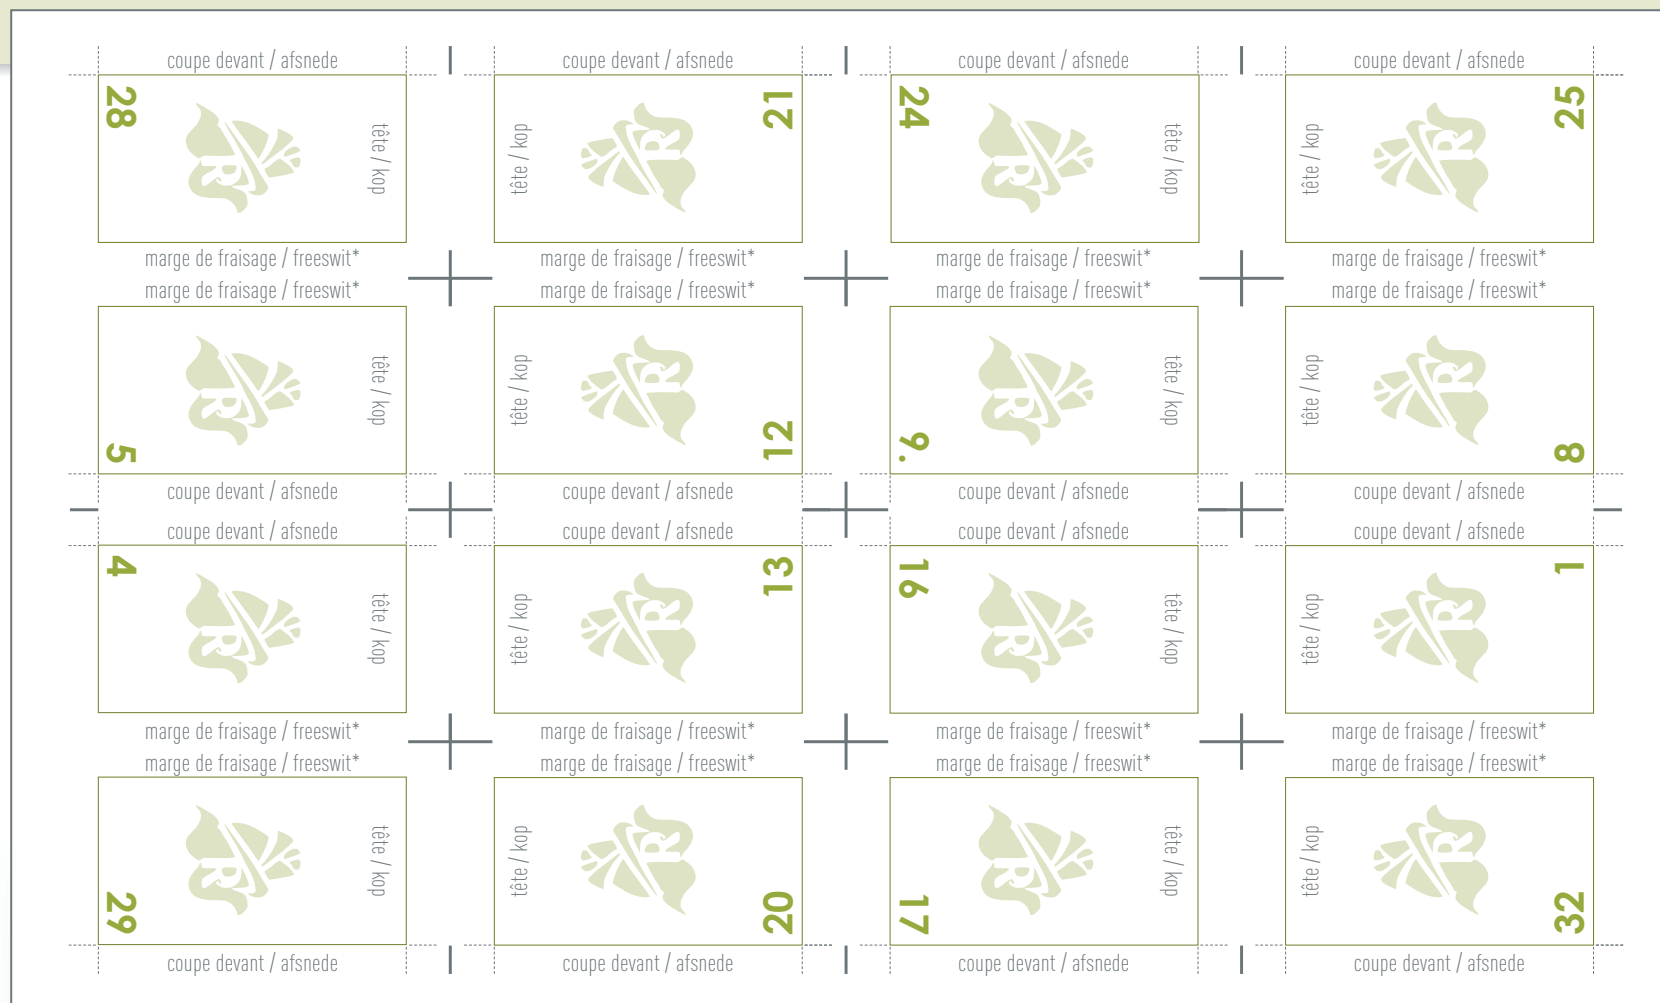 coupe devant / afsnede coupe devant / afsnede coupe devant / afsnede coupe devant / afsnede
28 R tête / kop tête / kop R 21 24 R tête / kop tête / kop R 25
marge de fraisage / freeswit* marge de fraisage / freeswit* marge de fraisage / freeswit* marge de fraisage / freeswit*
marge de fraisage / freeswit* marge de fraisage / freeswit* marge de fraisage / freeswit* marge de fraisage / freeswit*
5 R tête / kop tête / kop R 12 9. R tête / kop tête / kop R 8
coupe devant / afsnede coupe devant / afsnede coupe devant / afsnede coupe devant / afsnede
coupe devant / afsnede coupe devant / afsnede coupe devant / afsnede coupe devant / afsnede
4 R tête / kop tête / kop R 13 16 R tête / kop tête / kop R 1
marge de fraisage / freeswit* marge de fraisage / freeswit* marge de fraisage / freeswit* marge de fraisage / freeswit*
marge de fraisage / freeswit* marge de fraisage / freeswit* marge de fraisage / freeswit* marge de fraisage / freeswit*
29 R tête / kop tête / kop R 20 17 R tête / kop tête / kop R 32
coupe devant / afsnede coupe devant / afsnede coupe devant / afsnede coupe devant / afsnede